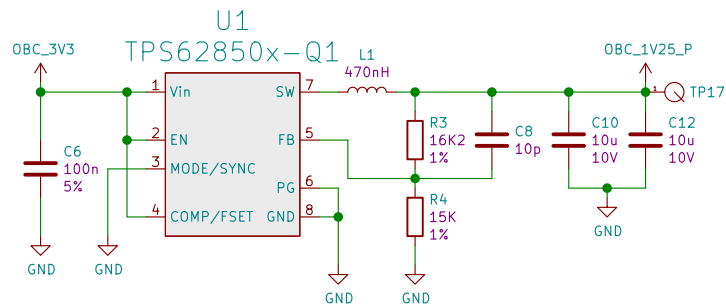 U1
TPS62850x-Q1
OBC_3V3
L1
470nH
OBC_1V25_P
1
Vin
SW
7
1
TP17
2
EN
FB
5
R3
16K2
1%
C8
10p
C10
10u
10V
C12
10u
10V
C6
100n
5%
3
MODE/SYNC
PG
6
4
COMP/FSET
GND
8
R4
15K
1%
GND
GND
GND
GND
GND